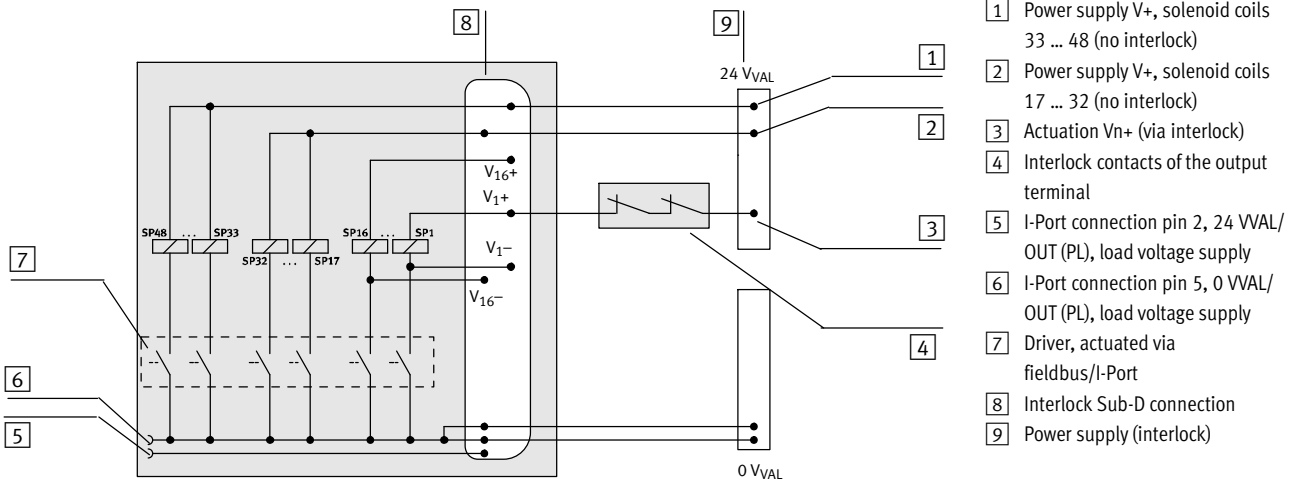 8
9
1
24 VVAL
2
V16+
V1+
SP48 ... SP33
SP16 ... SP1
3
7
SP32 ... SP17
V1–
V16–
4
6
5
0 VVAL
1 Power supply V+, solenoid coils
33 ... 48 (no interlock)
2 Power supply V+, solenoid coils
17 ... 32 (no interlock)
3 Actuation Vn+ (via interlock)
4 Interlock contacts of the output
terminal
5 I-Port connection pin 2, 24 VVAL/
OUT (PL), load voltage supply
6 I-Port connection pin 5, 0 VVAL/
OUT (PL), load voltage supply
7 Driver, actuated via
fieldbus/I-Port
8 Interlock Sub-D connection
9 Power supply (interlock)